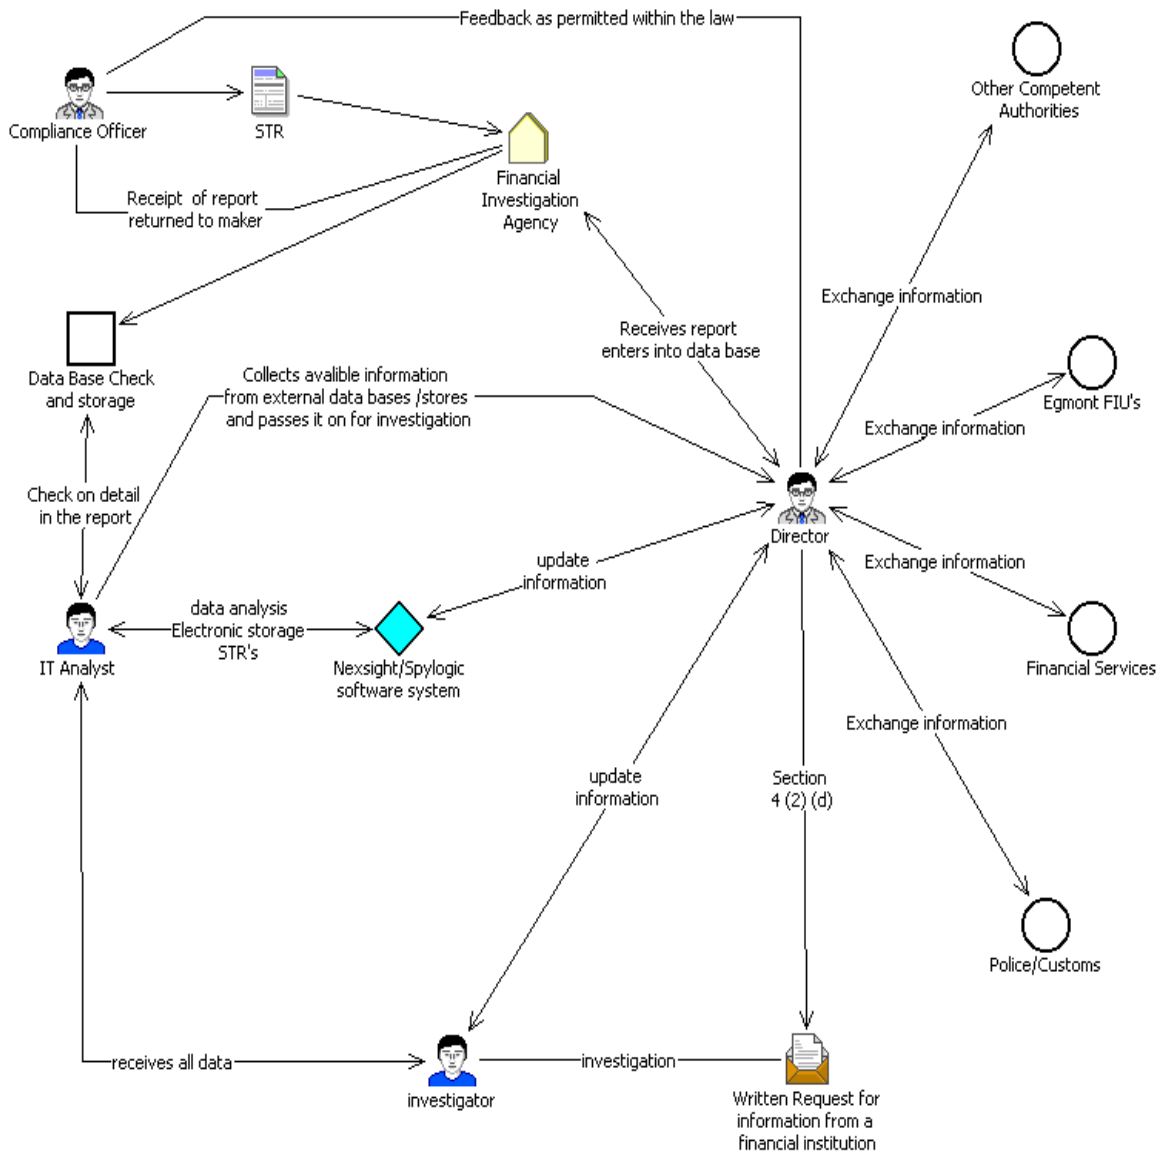 Feedback as permitted within the law
Compliance Officer
STR
Other Competent
Authorities
Financial
Investigation
Agency
Receipt of report
returned to maker
Exchange information
Receives report
enters into data base
Data Base Check
and storage
Collects avalible information
from external data bases /stores
and passes it on for investigation
Egmont FIU's
Exchange information
Check on detail
in the report
Director
update
information
Exchange information
data analysis
Electronic storage
STR's
IT Analyst
Nexsight/Spylogic
software system
Financial Services
Exchange information
update
information
Section
4 (2) (d)
Police/Customs
receives all data
investigation
investigator
Written Request for
information from a
financial institution